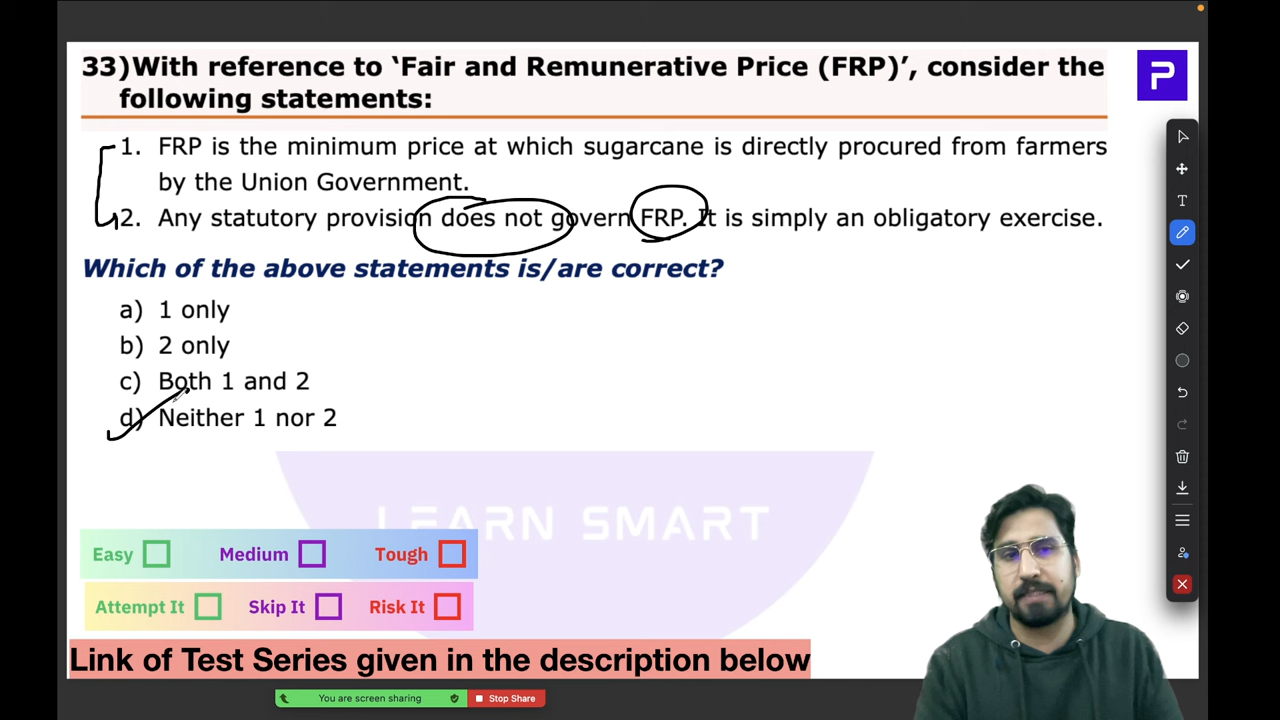 33)With reference to ‘Fair and Remunerative Price (FRP)’, consider the
following statements:
1. FRP is the minimum price at which sugarcane is directly procured from farmers
by the Union Government.
2. Any statutory provision does not govern FRP. It is simply an obligatory exercise.
Which of the above statements is/are correct?
a) 1 only
b) 2 only
c) Both 1 and 2
d) Neither 1 nor 2
LEARN SMART
Easy Medium Tough
Attempt It Skip It Risk It
Link of Test Series given in the description below
You are screen sharing Stop Share